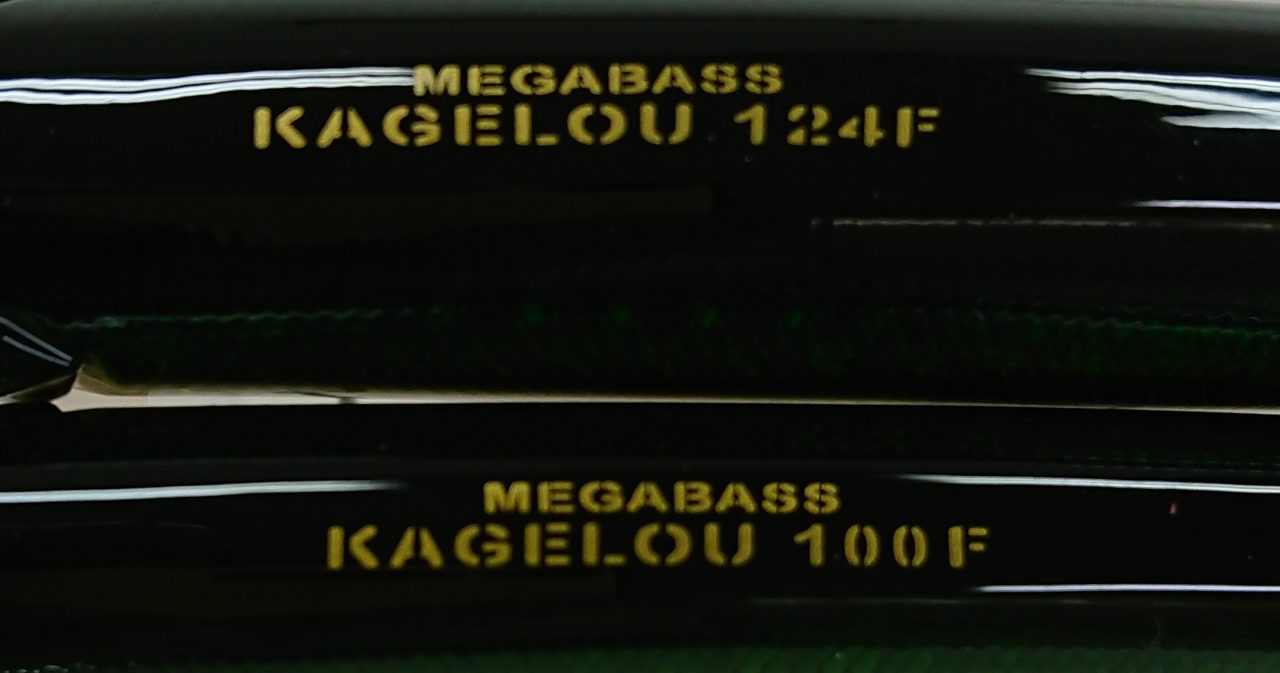 MEGABASS
KAGELOU 124F
MEGABASS
KAGELOU 100F